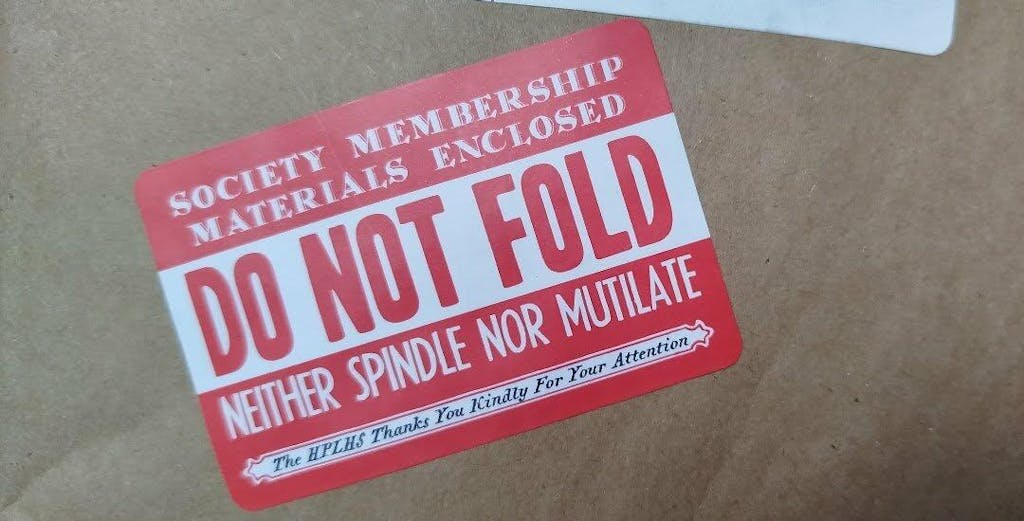 SOCIETY MEMBERSHIP
MATERIALS ENCLOSED
DO NOT FOLD
NEITHER SPINDLE NOR MUTILATE
The HPLHS Thanks You Kindly For Your Attention